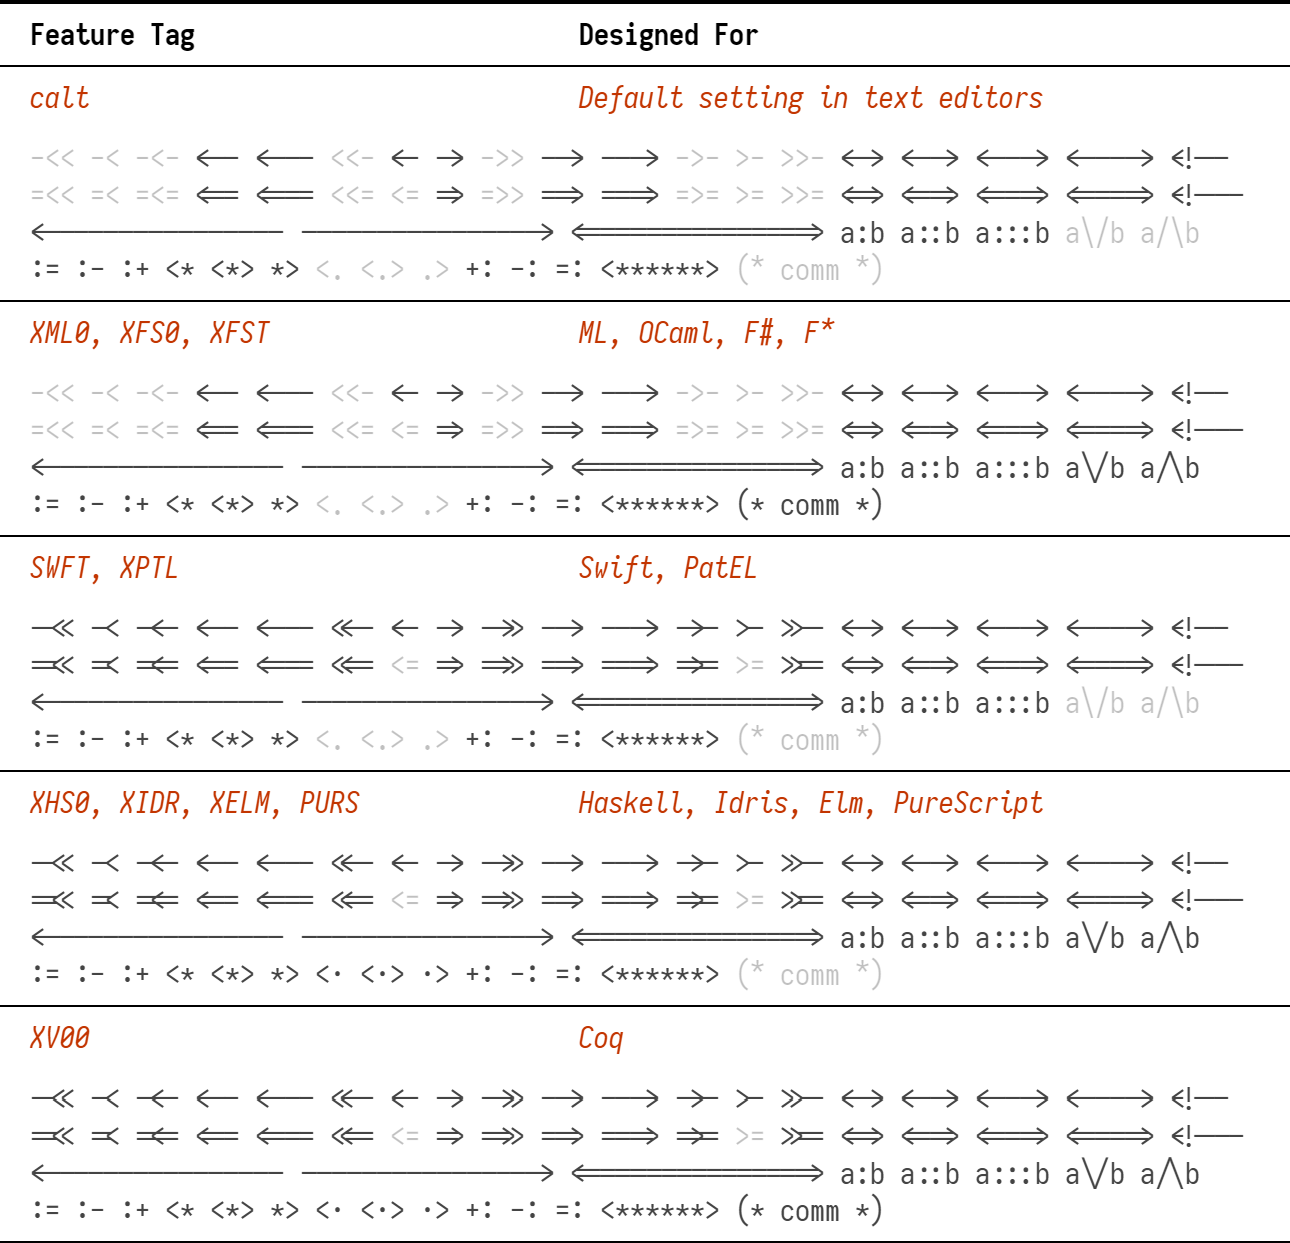 Feature Tag Designed For
calt Default setting in text editors
-<< -< -<- <-- <--- <<- <- -> ->> --> ---> ->- >- >>- <-> <--> <---> <----> <!--
=<< =< =<= <== <=== <<= <= => =>> ==> ===> =>= >= >>= <=> <==> <===> <====> <!---
<---------------- ----------------> <===============> a:b a::b a:::b a\/b a/\b
:= :- :+ <* <*> *> <. <.> .> +: -: =: <******> (* comm *)
XML0, XFS0, XFST ML, OCaml, F#, F*
-<< -< -<- <-- <--- <<- <- -> ->> --> ---> ->- >- >>- <-> <--> <---> <----> <!--
=<< =< =<= <== <=== <<= <= => =>> ==> ===> =>= >= >>= <=> <==> <===> <====> <!---
<---------------- ----------------> <===============> a:b a::b a:::b a\/b a/\b
:= :- :+ <* <*> *> <. <.> .> +: -: =: <******> (* comm *)
SWFT, XPTL Swift, PatEL
-<< -< -<- <-- <--- <<- <- -> ->> --> ---> ->- >- >>- <-> <--> <---> <----> <!--
=<< =< =<= <== <=== <<= <= => =>> ==> ===> =>= >= >>= <=> <==> <===> <====> <!---
<---------------- ----------------> <===============> a:b a::b a:::b a\/b a/\b
:= :- :+ <* <*> *> <. <.> .> +: -: =: <******> (* comm *)
XHS0, XIDR, XELM, PURS Haskell, Idris, Elm, PureScript
-<< -< -<- <-- <--- <<- <- -> ->> --> ---> ->- >- >>- <-> <--> <---> <----> <!--
=<< =< =<= <== <=== <<= <= => =>> ==> ===> =>= >= >>= <=> <==> <===> <====> <!---
<---------------- ----------------> <===============> a:b a::b a:::b a\/b a/\b
:= :- :+ <* <*> *> <. <.> .> +: -: =: <******> (* comm *)
XV00 Coq
-<< -< -<- <-- <--- <<- <- -> ->> --> ---> ->- >- >>- <-> <--> <---> <----> <!--
=<< =< =<= <== <=== <<= <= => =>> ==> ===> =>= >= >>= <=> <==> <===> <====> <!---
<---------------- ----------------> <===============> a:b a::b a:::b a\/b a/\b
:= :- :+ <* <*> *> <. <.> .> +: -: =: <******> (* comm *)